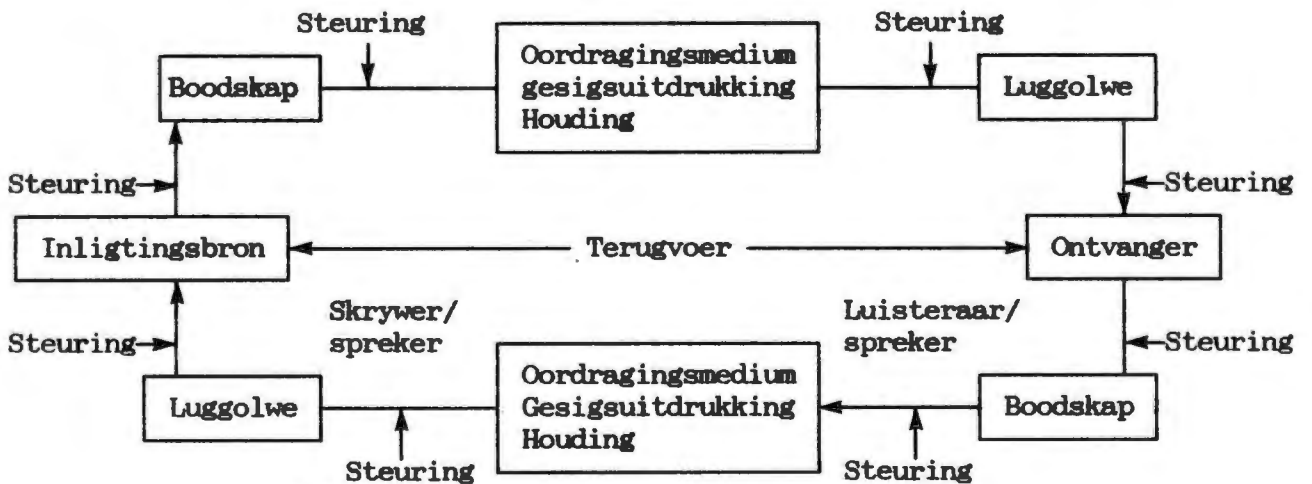 Steuring
Steuring
Boodskap
Oordragingsmedium
gesigsuitdrukking
Houding
Luggolwe
Steuring
Steuring
Inligtingsbron
Terugvoer
Ontvanger
Steuring
Skrywer/
spreker
Luisteraar/
spreker
Steuring
Luggolwe
Oordragingsmedium
Gesigsuitdrukking
Houding
Boodskap
Steuring
Steuring